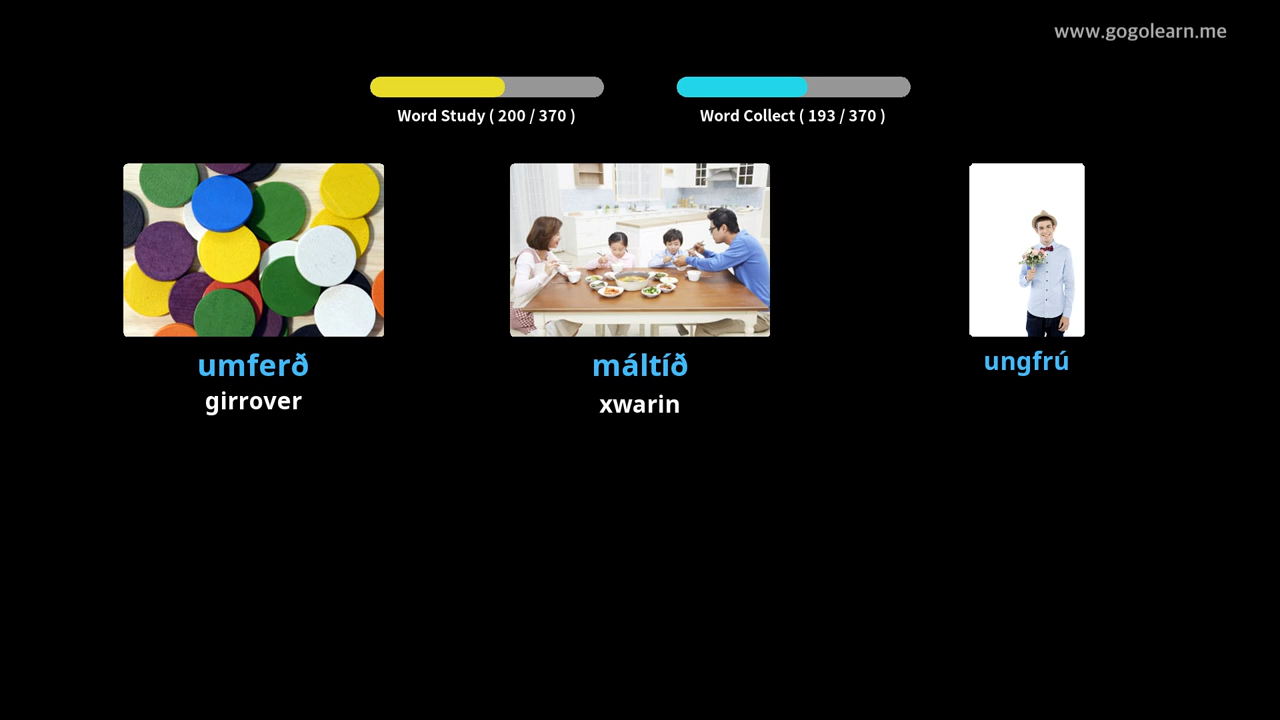 www.gogolearn.me
Word Study ( 200 / 370 )
Word Collect ( 193 / 370 )
umferð
máltíð
ungfrú
girrover
xwarin